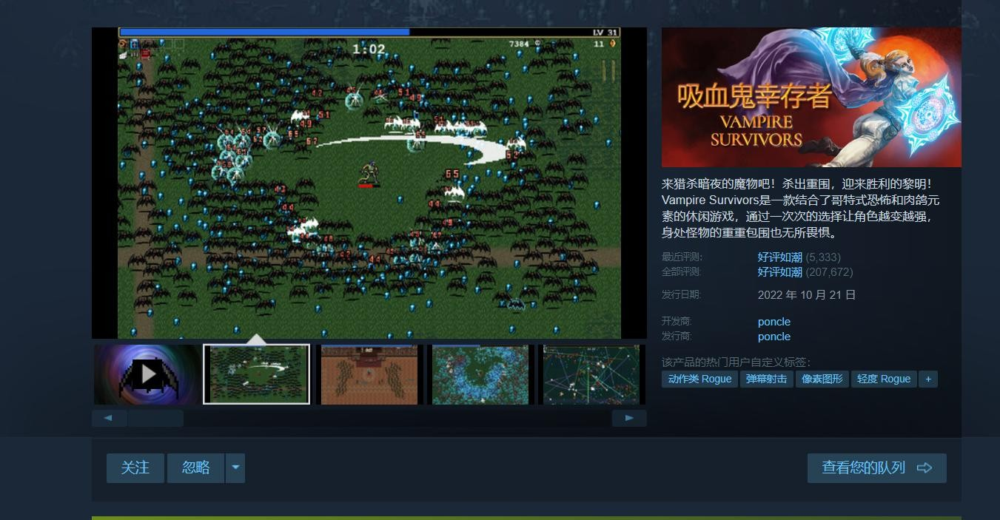 LV 31
1:02
7384
11
吸血鬼幸存者
VAMPIRE
SURVIVORS
来猎杀暗夜的魔物吧！杀出重围，迎来胜利的黎明！
Vampire Survivors是一款结合了哥特式恐怖和肉鸽元
素的休闲游戏，通过一次次的选择让角色越变越强，
身处怪物的重重包围也无所畏惧。
最近评测: 好评如潮 (5,333)
全部评测: 好评如潮 (207,672)
发行日期: 2022 年 10 月 21 日
开发商: poncle
发行商: poncle
该产品的热门用户自定义标签：
动作类 Rogue 弹幕射击 像素图形 轻度 Rogue +
关注 忽略 查看您的队列